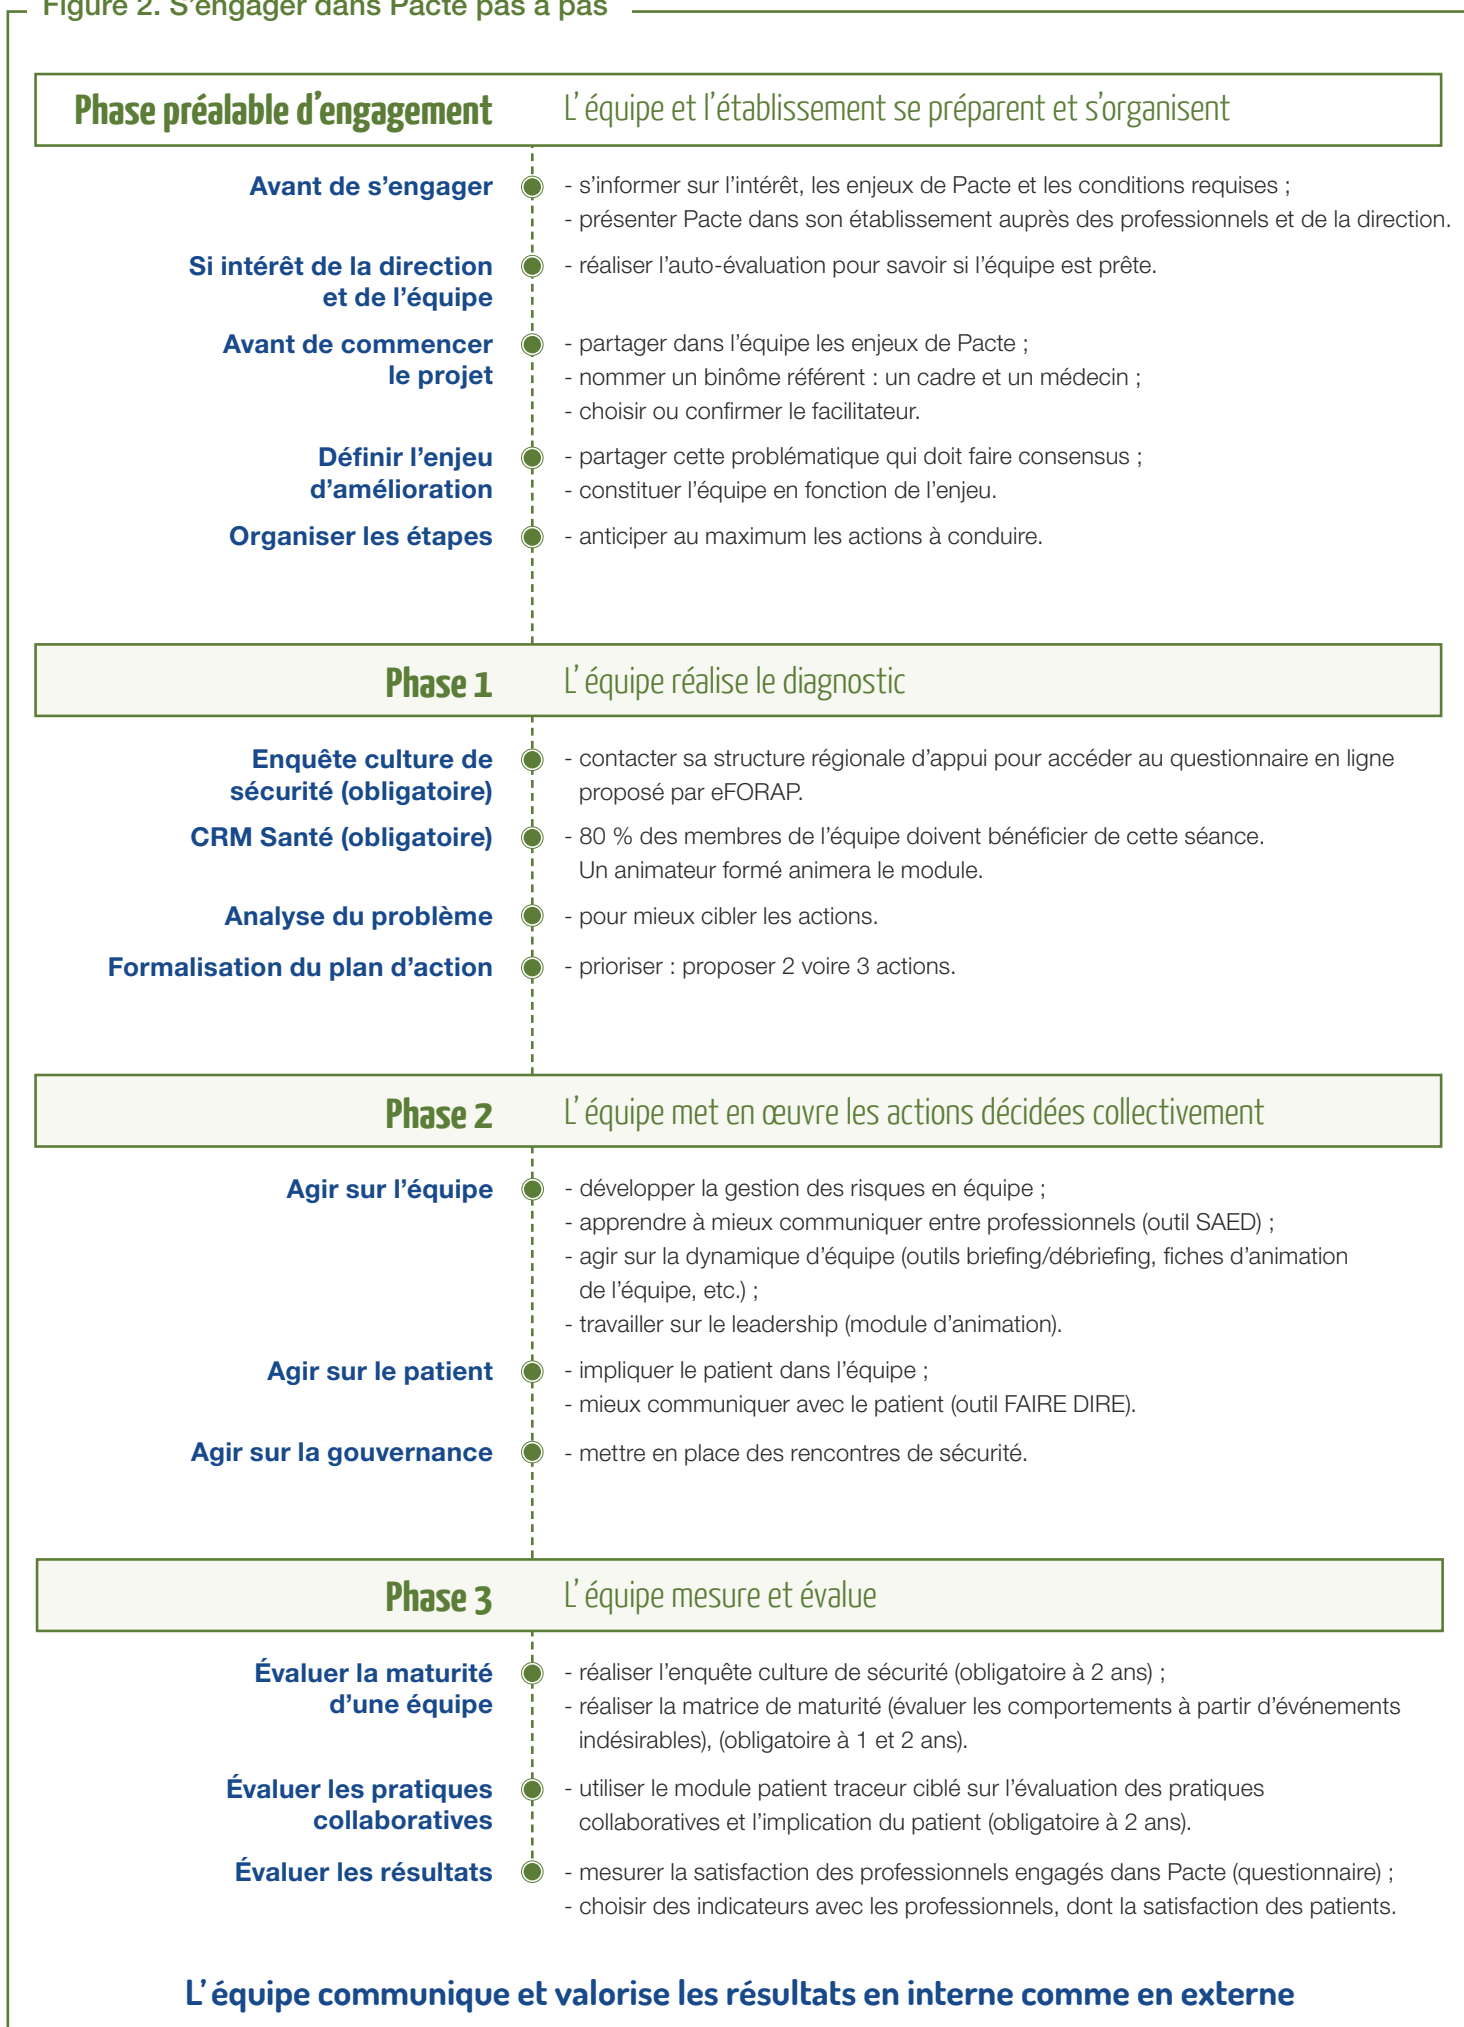 Figure 2. S'engager dans Pacte pas à pas
Phase préalable d'engagement
L'équipe et l'établissement se préparent et s'organisent
Avant de s'engager
- s'informer sur l'intérêt, les enjeux de Pacte et les conditions requises ;
- présenter Pacte dans son établissement auprès des professionnels et de la direction.
Si intérêt de la direction
et de l'équipe
- réaliser l'auto-évaluation pour savoir si l'équipe est prête.
Avant de commencer
le projet
- partager dans l'équipe les enjeux de Pacte ;
- nommer un binôme référent : un cadre et un médecin ;
- choisir ou confirmer le facilitateur.
Définir l'enjeu
d'amélioration
- partager cette problématique qui doit faire consensus ;
- constituer l'équipe en fonction de l'enjeu.
Organiser les étapes
- anticiper au maximum les actions à conduire.
Phase 1
L'équipe réalise le diagnostic
Enquête culture de
sécurité (obligatoire)
- contacter sa structure régionale d'appui pour accéder au questionnaire en ligne
proposé par eFORAP.
CRM Santé (obligatoire)
- 80 % des membres de l'équipe doivent bénéficier de cette séance.
Un animateur formé animera le module.
Analyse du problème
- pour mieux cibler les actions.
Formalisation du plan d'action
- prioriser : proposer 2 voire 3 actions.
Phase 2
L'équipe met en œuvre les actions décidées collectivement
Agir sur l'équipe
- développer la gestion des risques en équipe ;
- apprendre à mieux communiquer entre professionnels (outil SAED) ;
- agir sur la dynamique d'équipe (outils briefing/débriefing, fiches d'animation
de l'équipe, etc.) ;
- travailler sur le leadership (module d'animation).
Agir sur le patient
- impliquer le patient dans l'équipe ;
- mieux communiquer avec le patient (outil FAIRE DIRE).
Agir sur la gouvernance
- mettre en place des rencontres de sécurité.
Phase 3
L'équipe mesure et évalue
Évaluer la maturité
d'une équipe
- réaliser l'enquête culture de sécurité (obligatoire à 2 ans) ;
- réaliser la matrice de maturité (évaluer les comportements à partir d'événements
indésirables), (obligatoire à 1 et 2 ans).
Évaluer les pratiques
collaboratives
- utiliser le module patient traceur ciblé sur l'évaluation des pratiques
collaboratives et l'implication du patient (obligatoire à 2 ans).
Évaluer les résultats
- mesurer la satisfaction des professionnels engagés dans Pacte (questionnaire) ;
- choisir des indicateurs avec les professionnels, dont la satisfaction des patients.
L'équipe communique et valorise les résultats en interne comme en externe